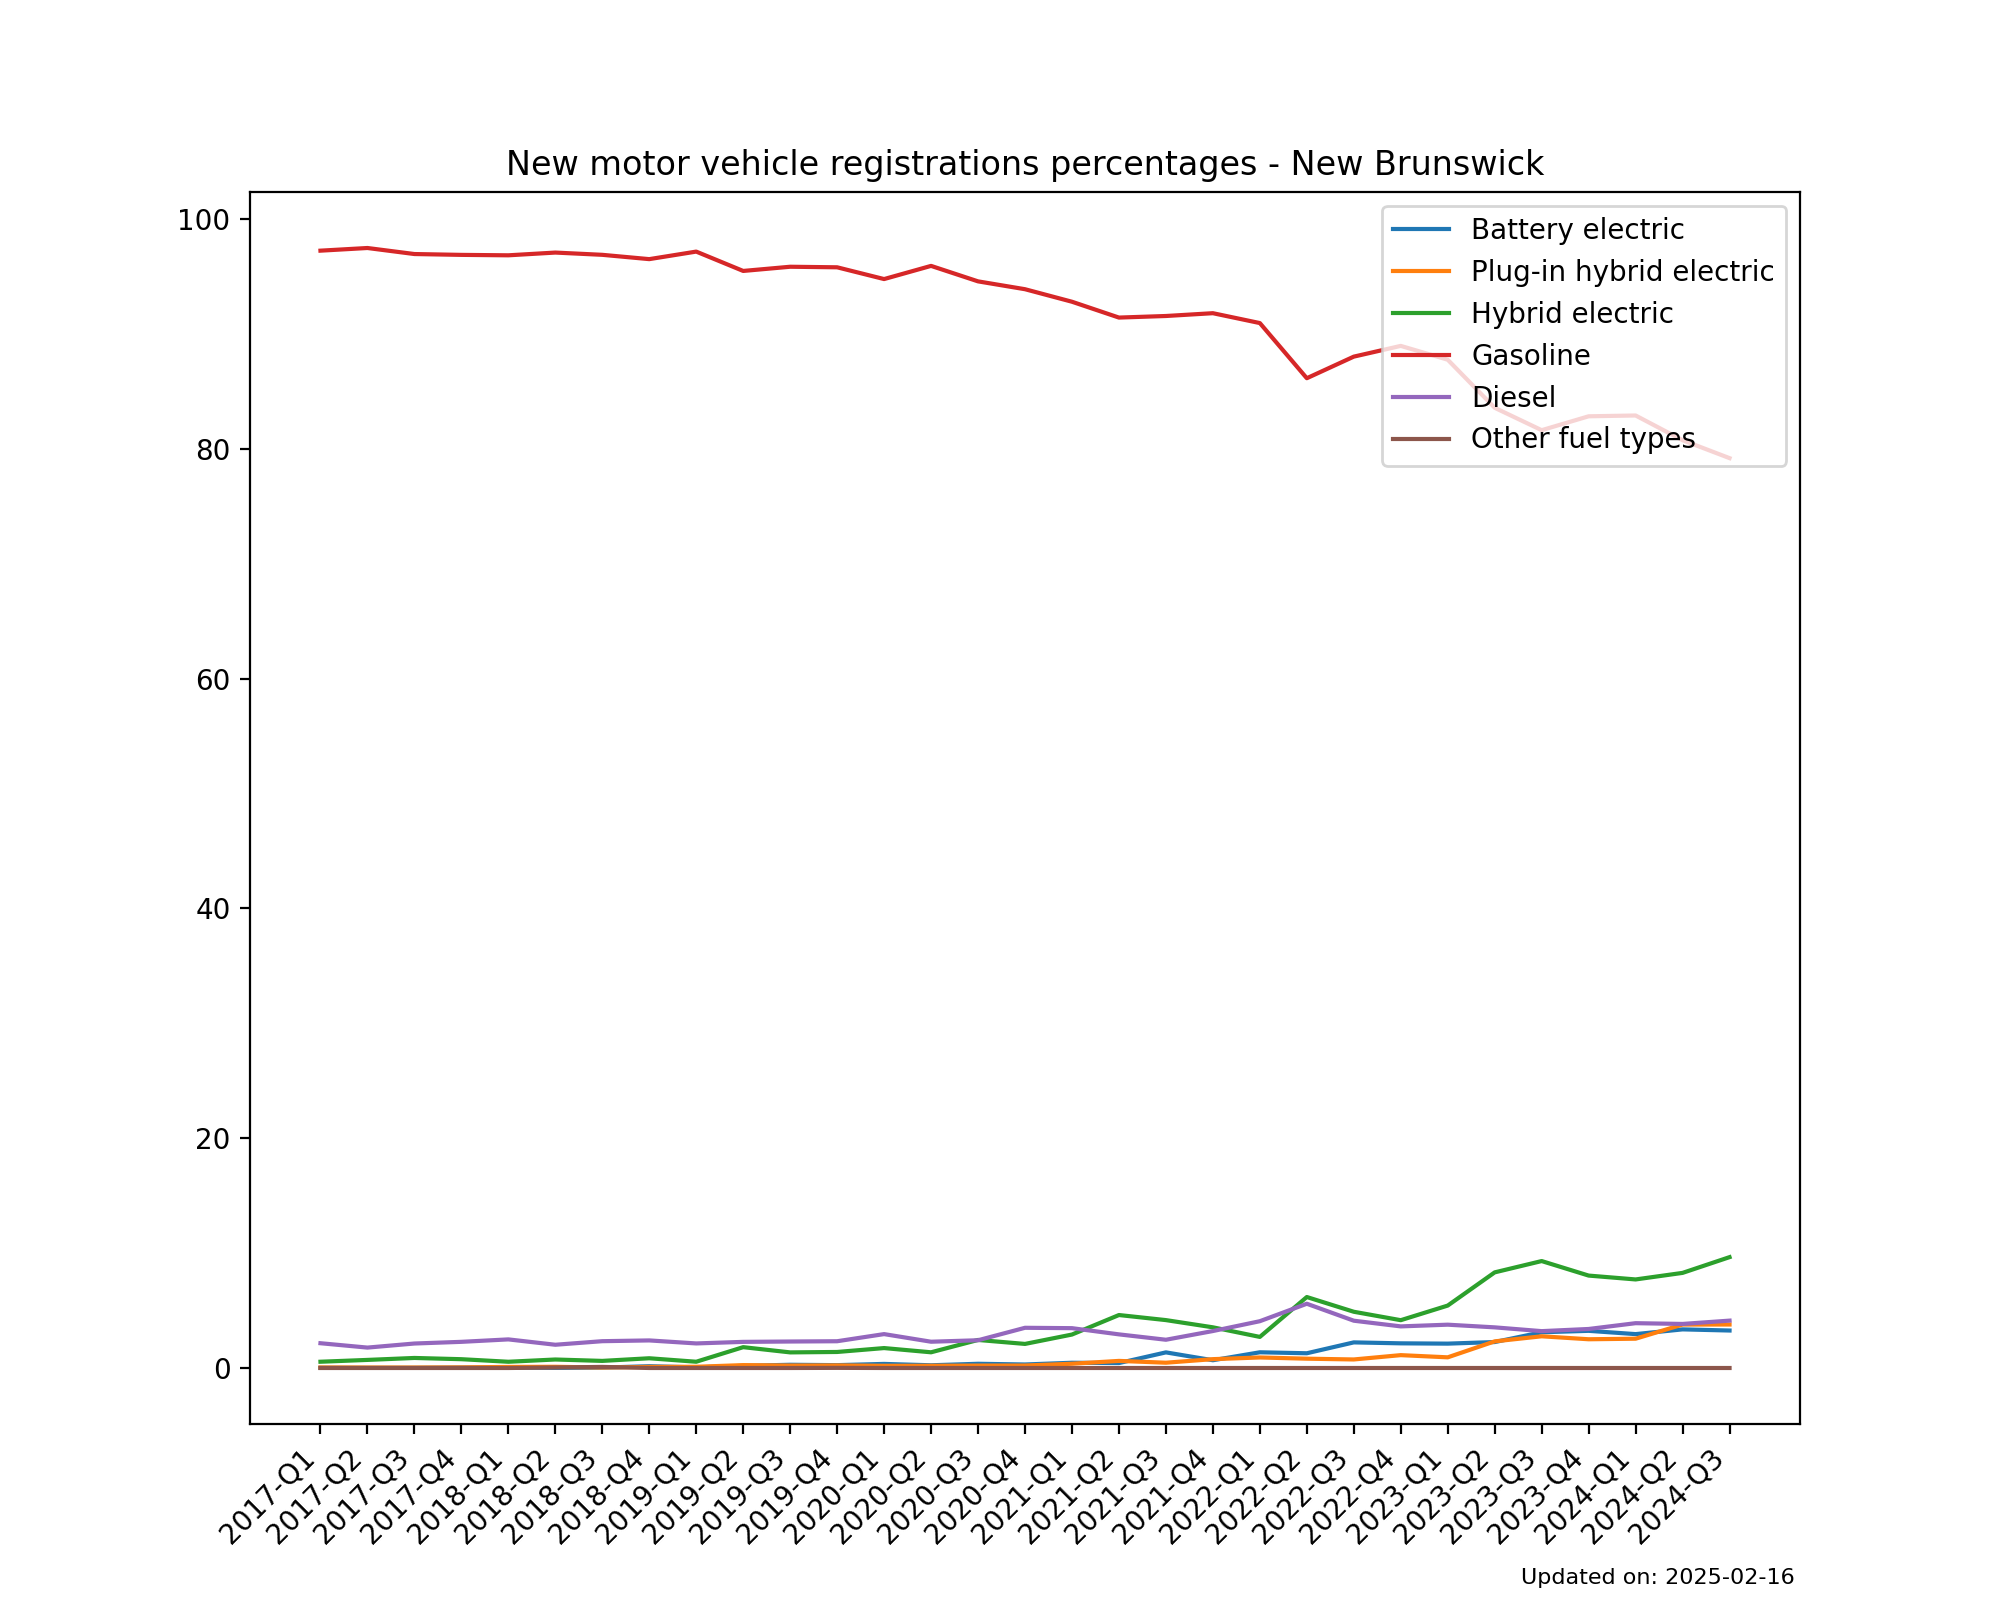 New motor vehicle registrations percentages - New Brunswick
100
80
60
40
20
0
Battery electric
Plug-in hybrid electric
Hybrid electric
Gasoline
Diesel
Other fuel types
2017-Q1
2017-Q2
2017-Q3
2017-Q4
2018-Q1
2018-Q2
2018-Q3
2018-Q4
2019-Q1
2019-Q2
2019-Q3
2019-Q4
2020-Q1
2020-Q2
2020-Q3
2020-Q4
2021-Q1
2021-Q2
2021-Q3
2021-Q4
2022-Q1
2022-Q2
2022-Q3
2022-Q4
2023-Q1
2023-Q2
2023-Q3
2023-Q4
2024-Q1
2024-Q2
2024-Q3
Updated on: 2025-02-16